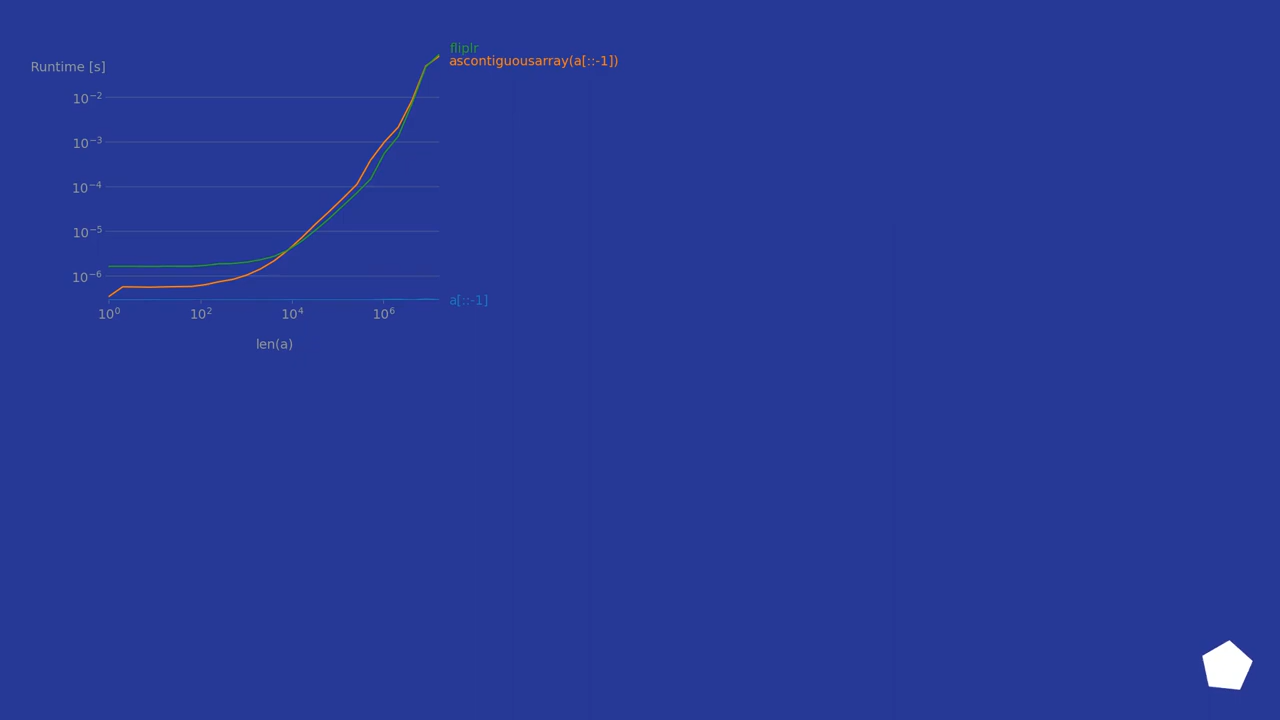 fliplr
ascontiguousarray(a[::-1])
Runtime [s]
10⁻²
10⁻³
10⁻⁴
10⁻⁵
10⁻⁶
a[::-1]
10⁰ 10² 10⁴ 10⁶
len(a)